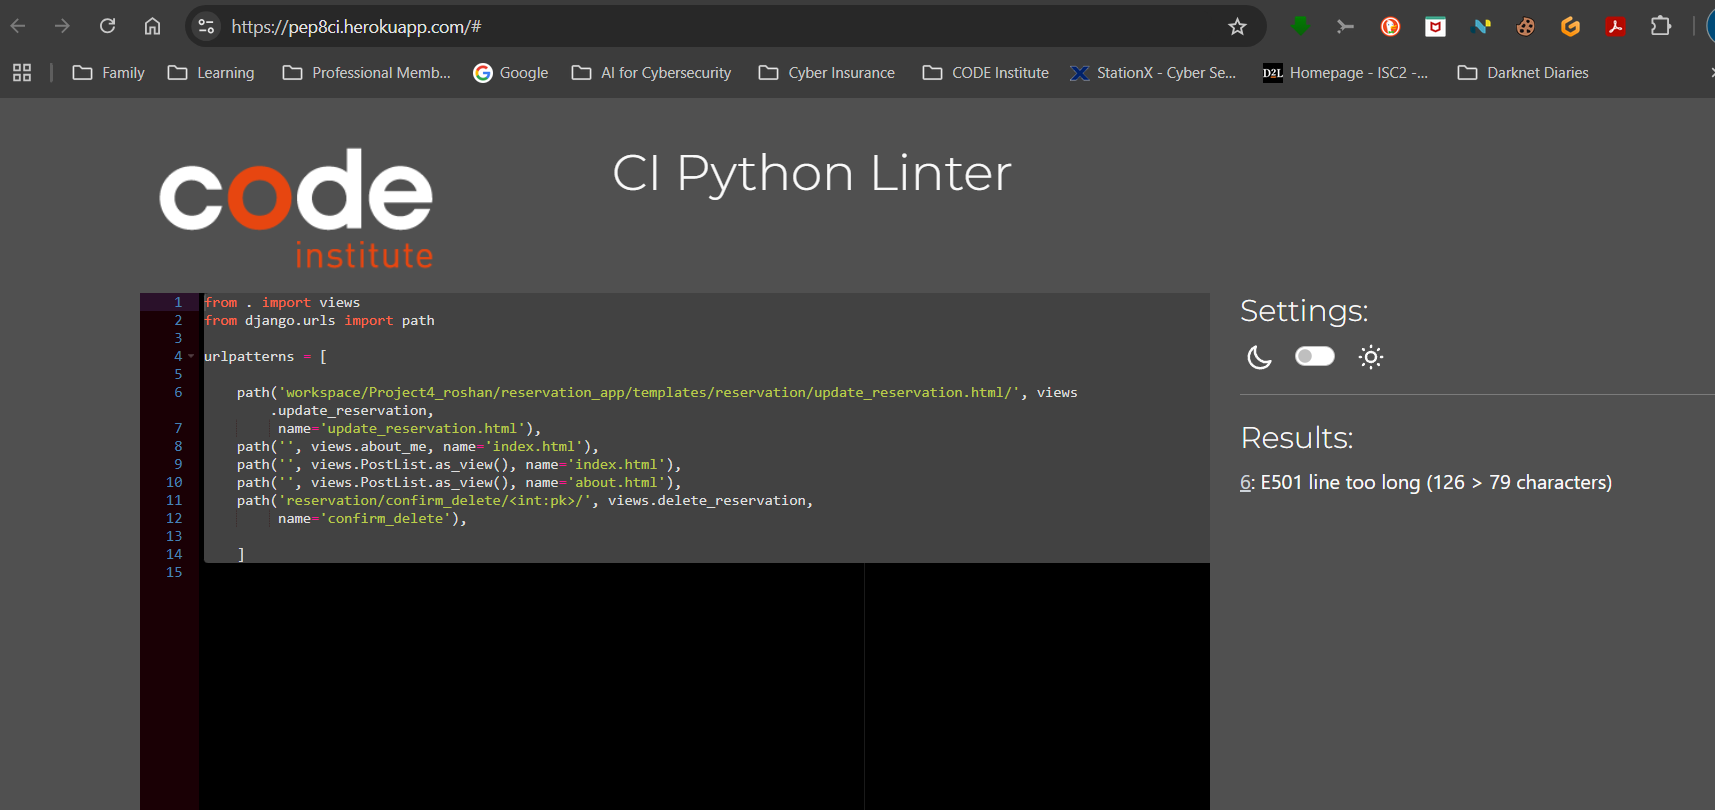 https://pep8ci.herokuapp.com/#
Family
Learning
Professional Memb...
Google
AI for Cybersecurity
Cyber Insurance
CODE Institute
StationX - Cyber Se...
D2L
Homepage - ISC2 -...
Darknet Diaries
code
institute
CI Python Linter
1 from . import views
2 from django.urls import path
3
4 urlpatterns = [
5
6 path('workspace/Project4_roshan/reservation_app/templates/reservation/update_reservation.html/', views
.update_reservation,
7 name='update_reservation.html'),
8 path('', views.about_me, name='index.html'),
9 path('', views.PostList.as_view(), name='index.html'),
10 path('', views.PostList.as_view(), name='about.html'),
11 path('reservation/confirm_delete/<int:pk>/', views.delete_reservation,
12 name='confirm_delete'),
13
14 ]
15
Settings:
Results:
6: E501 line too long (126 > 79 characters)